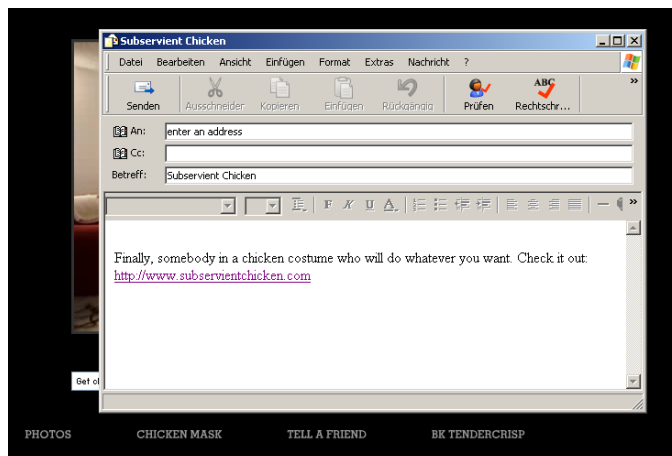 Subservient Chicken
Datei Bearbeiten Ansicht Einfügen Format Extras Nachricht ?
Senden Ausschneider Kopieren Einfügen Rückgängig Prüfen Rechtschr...
ABC
An: enter an address
Cc:
Betreff: Subservient Chicken
F K U A
Finally, somebody in a chicken costume who will do whatever you want. Check it out:
http://www.subservientchicken.com
Get
PHOTOS CHICKEN MASK TELL A FRIEND BK TENDERCRISP